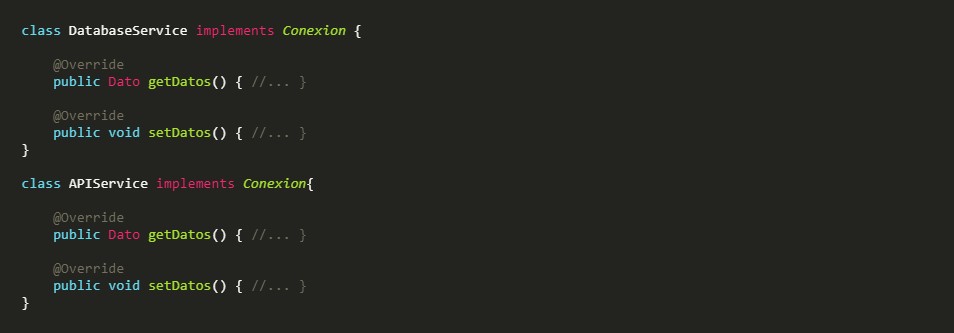 class DatabaseService implements Conexion {
@Override
public Dato getDatos() { //... }
@Override
public void setDatos() { //... }
}
class APIService implements Conexion{
@Override
public Dato getDatos() { //... }
@Override
public void setDatos() { //... }
}